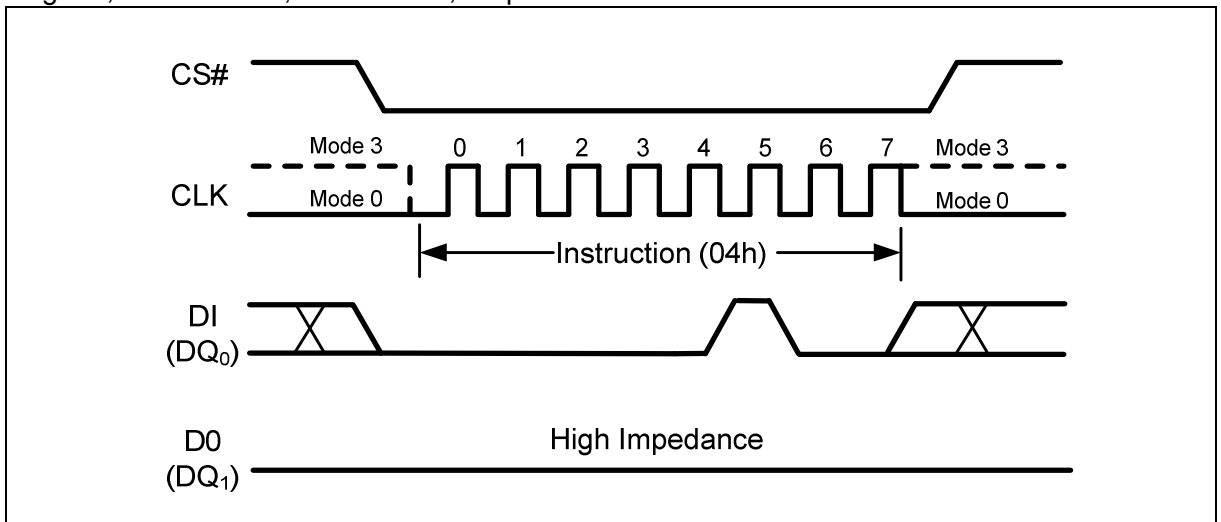 CS#
Mode 3 0 1 2 3 4 5 6 7 Mode 3
CLK Mode 0 Mode 0
Instruction (04h)
DI
(DQ0)
D0 High Impedance
(DQ1)